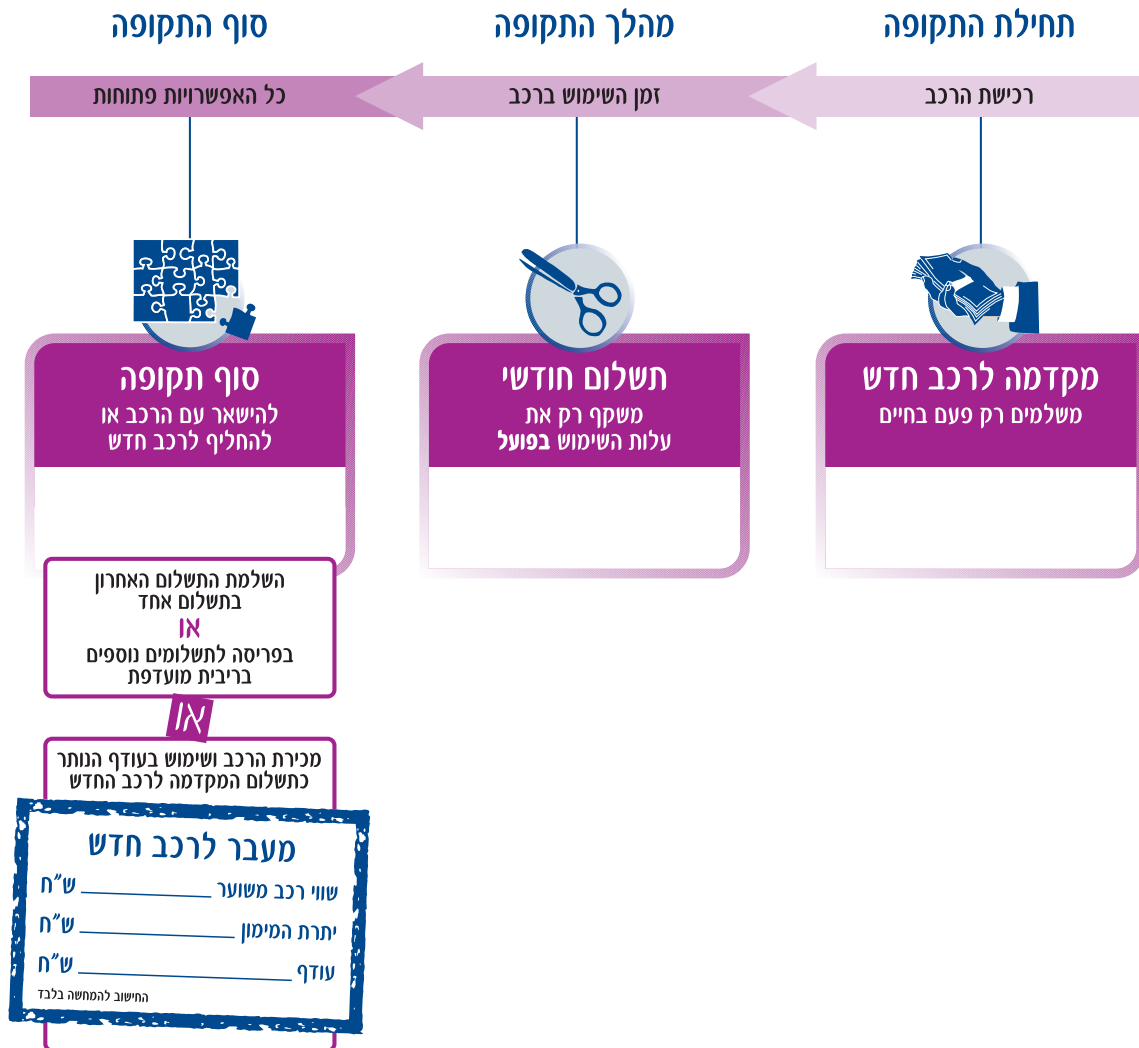 תחילת התקופה
מהלך התקופה
סוף התקופה
רכישת הרכב
זמן השימוש ברכב
כל האפשרויות פתוחות
מקדמה לרכב חדש
משלמים רק פעם בחיים
תשלום חודשי
משקף רק את
עלות השימוש בפועל
סוף תקופה
להישאר עם הרכב או
להחליף לרכב חדש
השלמת התשלום האחרון
בתשלום אחד
או
בפריסה לתשלומים נוספים
בריבית מועדפת
או
מכירת הרכב ושימוש בעודף הנותר
כתשלום המקדמה לרכב החדש
מעבר לרכב חדש
שווי רכב משוער ____________ ש"ח
יתרת המימון ____________ ש"ח
עודף ____________ ש"ח
החישוב להמחשה בלבד